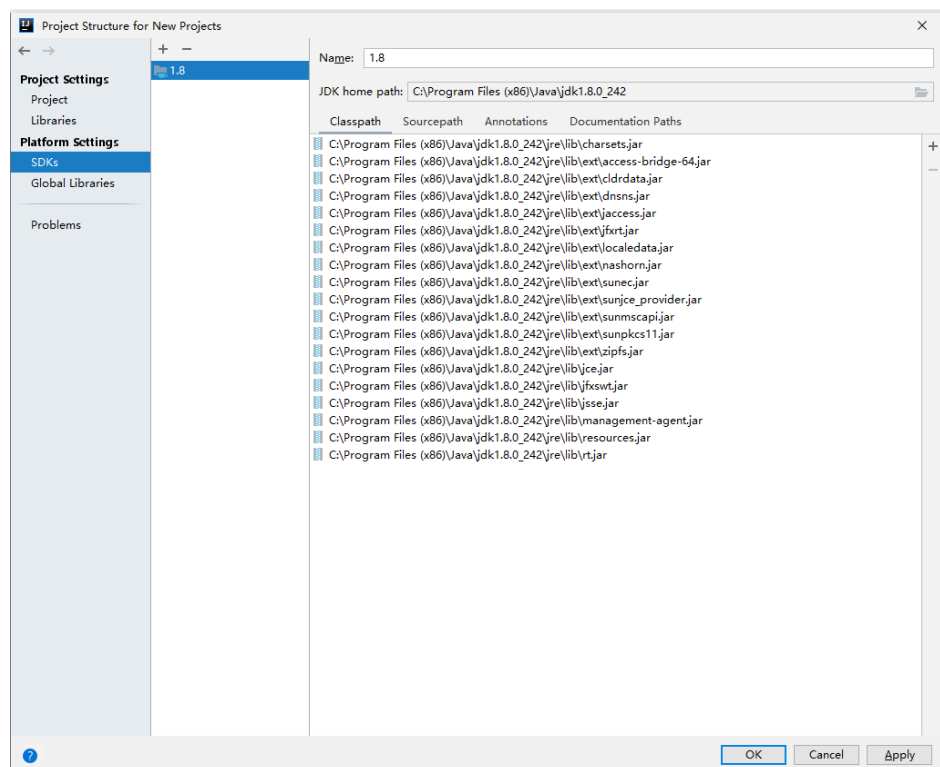 Project Structure for New Projects
Project Settings
Project
Libraries
Platform Settings
SDKs
Global Libraries
Problems
1.8
Name: 1.8
JDK home path: C:\Program Files (x86)\Java\jdk1.8.0_242
Classpath Sourcepath Annotations Documentation Paths
C:\Program Files (x86)\Java\jdk1.8.0_242\jre\lib\charsets.jar
C:\Program Files (x86)\Java\jdk1.8.0_242\jre\lib\ext\access-bridge-64.jar
C:\Program Files (x86)\Java\jdk1.8.0_242\jre\lib\ext\cldrdata.jar
C:\Program Files (x86)\Java\jdk1.8.0_242\jre\lib\ext\dnsns.jar
C:\Program Files (x86)\Java\jdk1.8.0_242\jre\lib\ext\jaccess.jar
C:\Program Files (x86)\Java\jdk1.8.0_242\jre\lib\ext\jfxrt.jar
C:\Program Files (x86)\Java\jdk1.8.0_242\jre\lib\ext\localedata.jar
C:\Program Files (x86)\Java\jdk1.8.0_242\jre\lib\ext\nashorn.jar
C:\Program Files (x86)\Java\jdk1.8.0_242\jre\lib\ext\sunec.jar
C:\Program Files (x86)\Java\jdk1.8.0_242\jre\lib\ext\sunjce_provider.jar
C:\Program Files (x86)\Java\jdk1.8.0_242\jre\lib\ext\sunmscapi.jar
C:\Program Files (x86)\Java\jdk1.8.0_242\jre\lib\ext\sunpkcs11.jar
C:\Program Files (x86)\Java\jdk1.8.0_242\jre\lib\ext\zipfs.jar
C:\Program Files (x86)\Java\jdk1.8.0_242\jre\lib\jce.jar
C:\Program Files (x86)\Java\jdk1.8.0_242\jre\lib\jfxswt.jar
C:\Program Files (x86)\Java\jdk1.8.0_242\jre\lib\jsse.jar
C:\Program Files (x86)\Java\jdk1.8.0_242\jre\lib\management-agent.jar
C:\Program Files (x86)\Java\jdk1.8.0_242\jre\lib\resources.jar
C:\Program Files (x86)\Java\jdk1.8.0_242\jre\lib\rt.jar
OK Cancel Apply